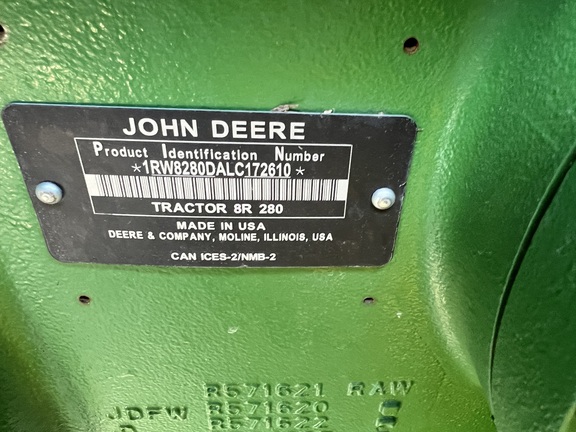 JOHN DEERE
Product Identification Number
*1RW8280DALC172610*
TRACTOR 8R 280
MADE IN USA
DEERE & COMPANY, MOLINE, ILLINOIS, USA
CAN ICES-2/NMB-2
R571621 RAW
JDFW R571620
R571622